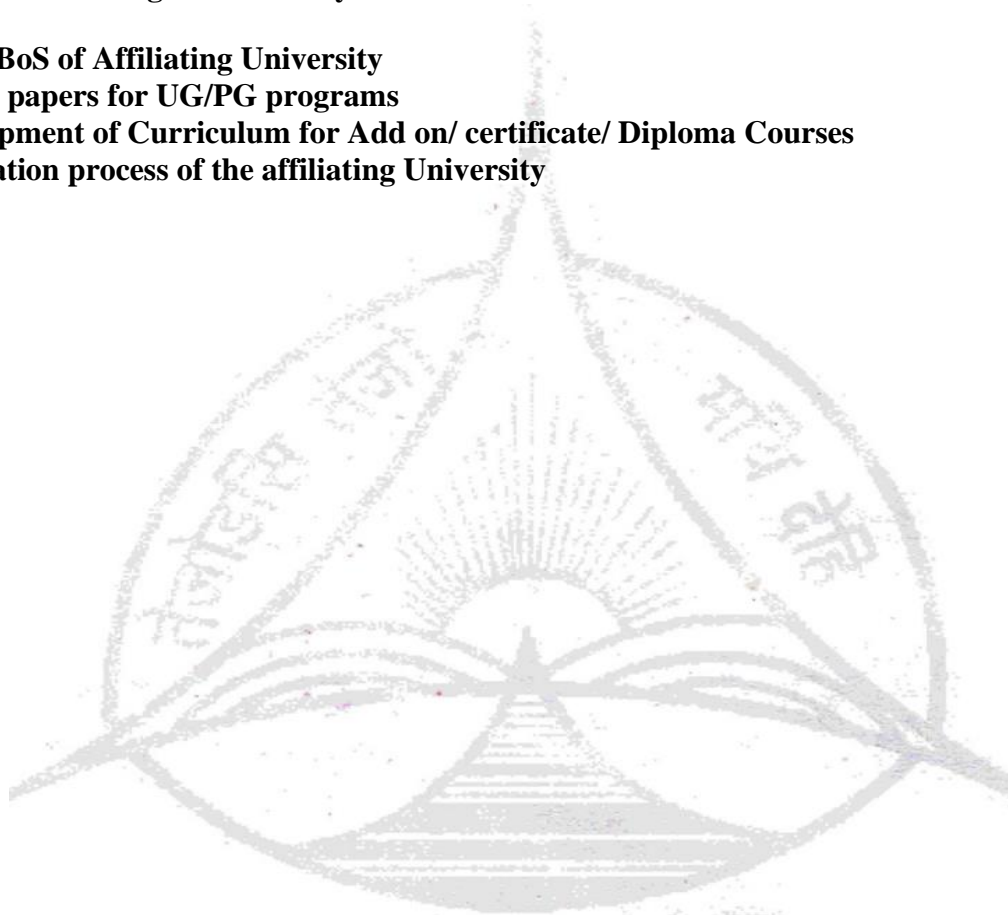 BoS of Affiliating University
papers for UG/PG programs
pment of Curriculum for Add on/ certificate/ Diploma Courses
ation process of the affiliating University
मयि देहि